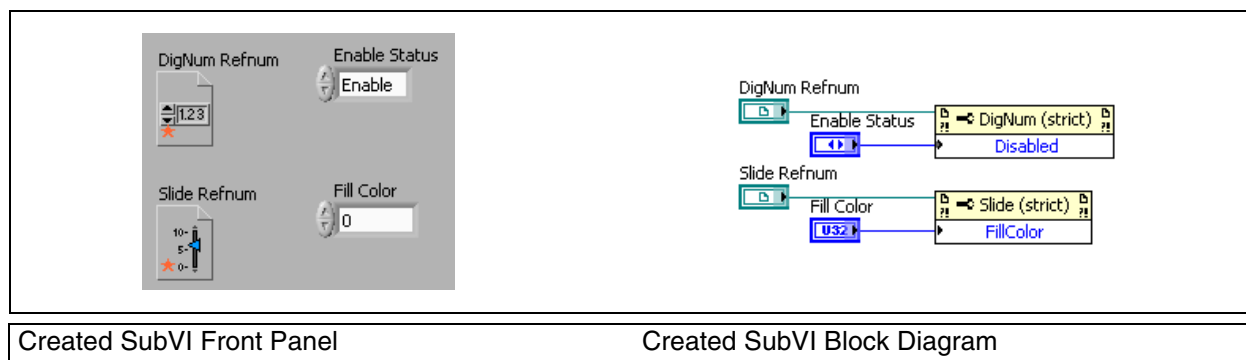 DigNum Refnum
Enable Status
Enable
1.23
Slide Refnum
Fill Color
10-
5-
0-
0
DigNum Refnum
Enable Status
?!
DigNum (strict)
?!
Disabled
Slide Refnum
Fill Color
U32
?!
Slide (strict)
?!
FillColor
Created SubVI Front Panel
Created SubVI Block Diagram